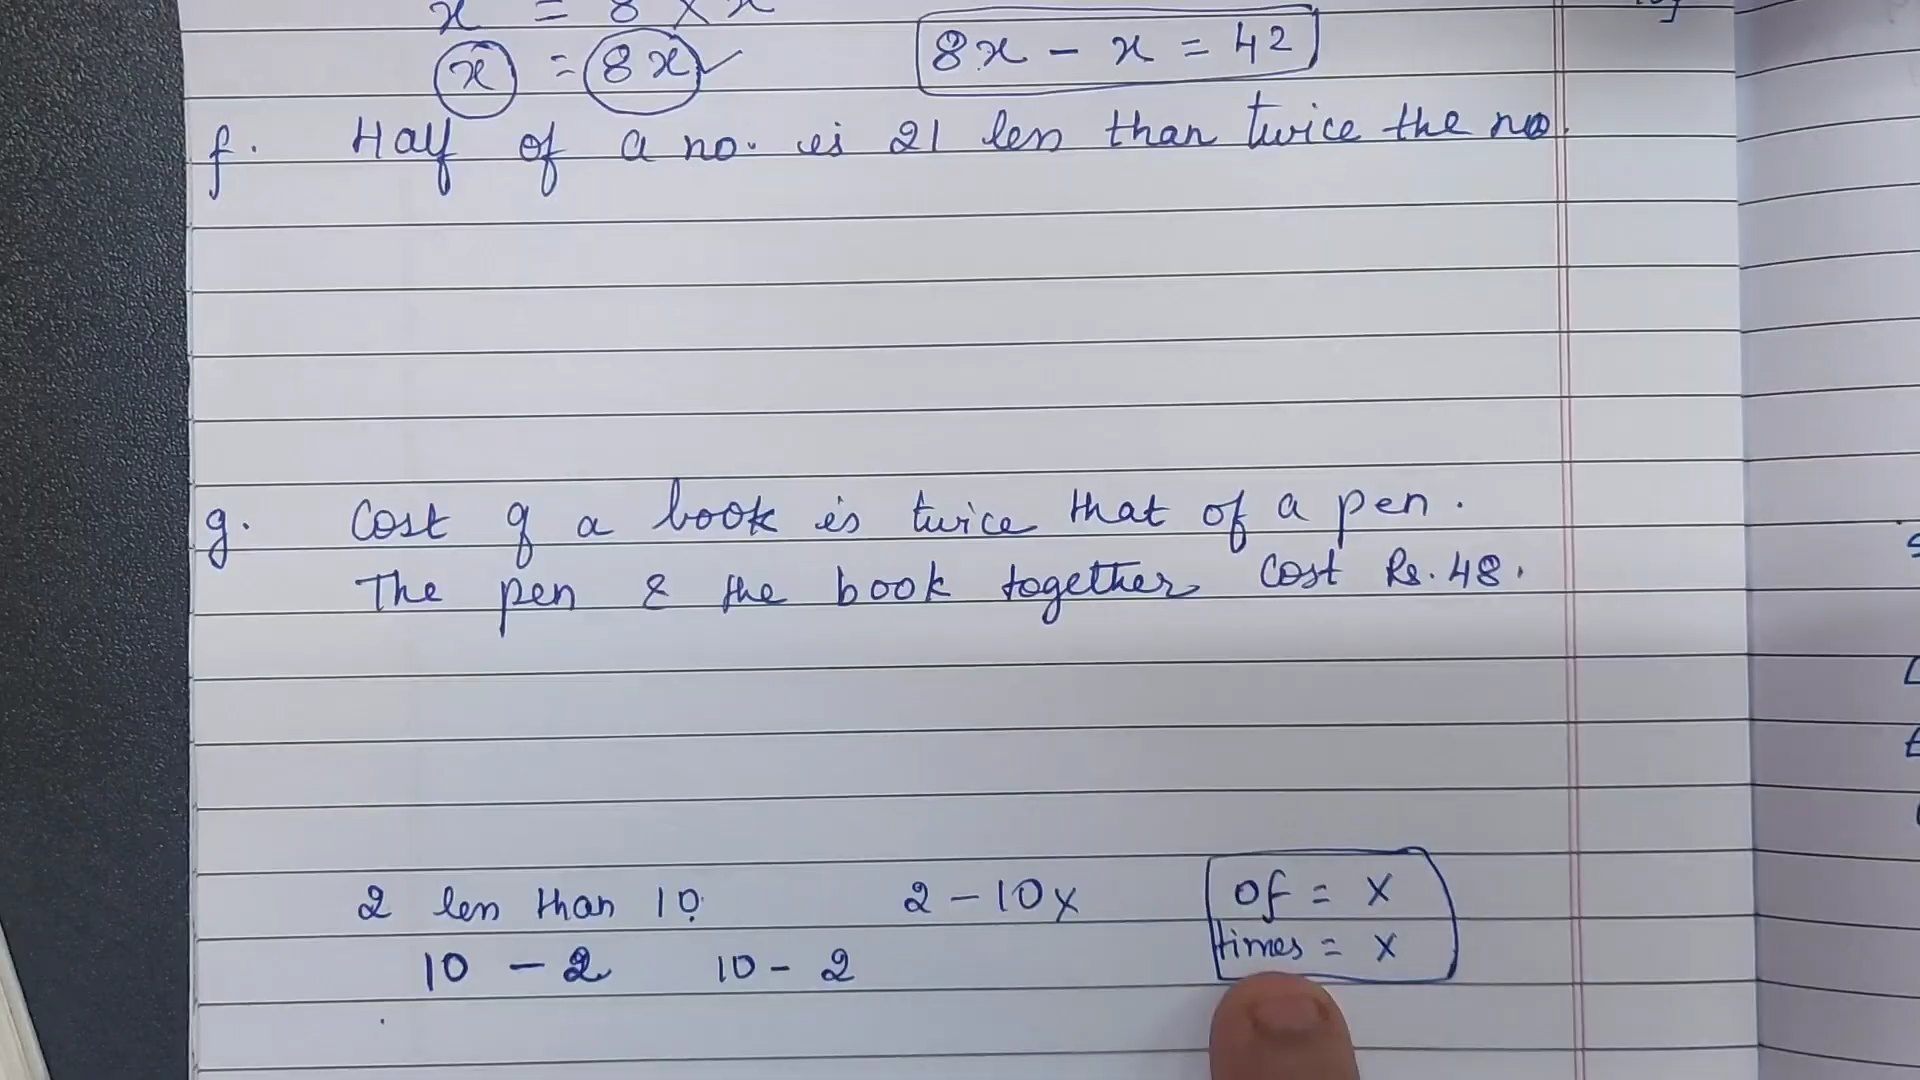 x = 8 × x
x = 8x ✓ 8x - x = 42
f. Half of a no. is 21 less than twice the no.
g. Cost of a book is twice that of a pen.
The pen & the book together cost Rs. 48.
2 less than 10 2 - 10 x of = ×
10 - 2 10 - 2 times = ×